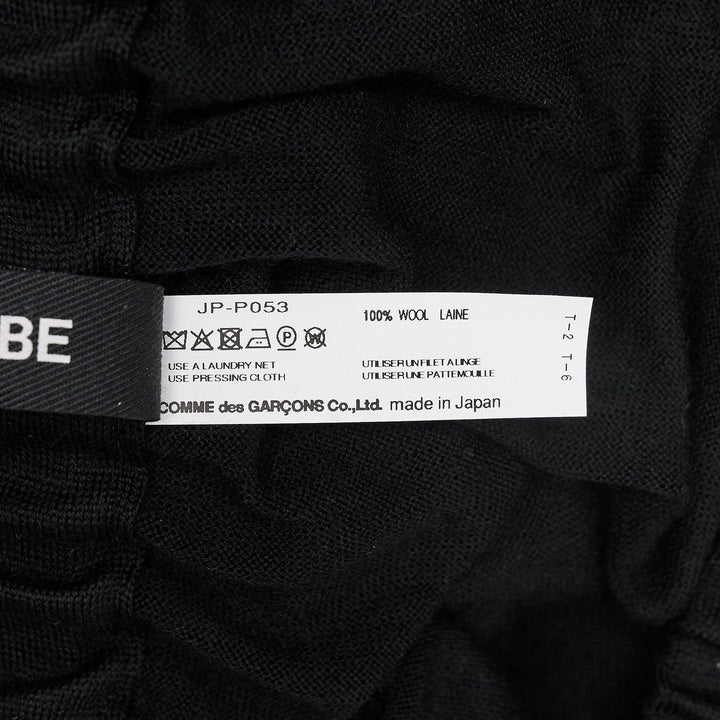 BE
JP-P053
100% WOOL LAINE
USE A LAUNDRY NET
USE PRESSING CLOTH
UTILISER UN FILET A LINGE
UTILISER UNE PATTEMOUILLE
COMME des GARÇONS Co.,Ltd. made in Japan
T-2 T-6